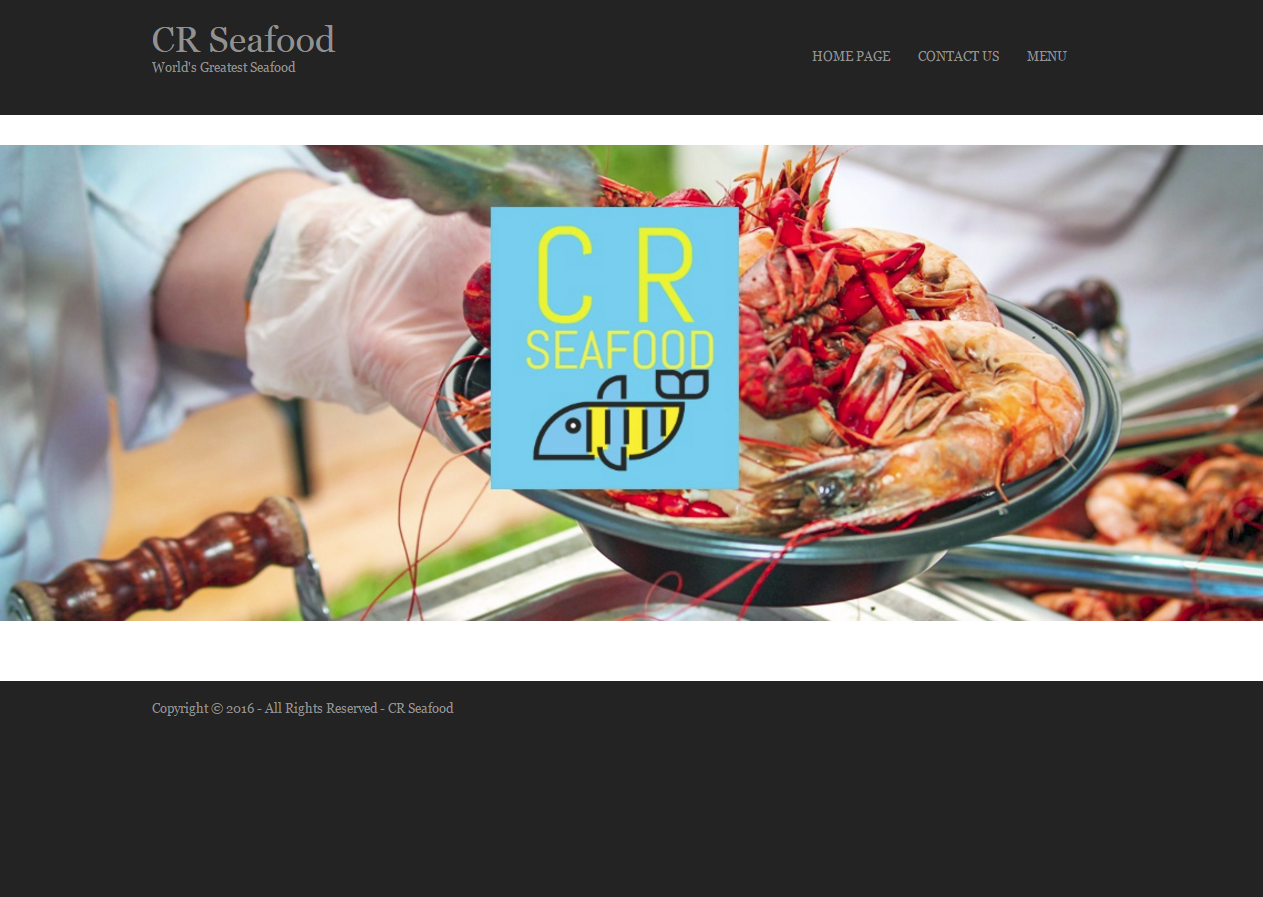 CR Seafood
World's Greatest Seafood
HOME PAGE CONTACT US MENU
C R
SEAFOOD
Copyright © 2016 - All Rights Reserved - CR Seafood